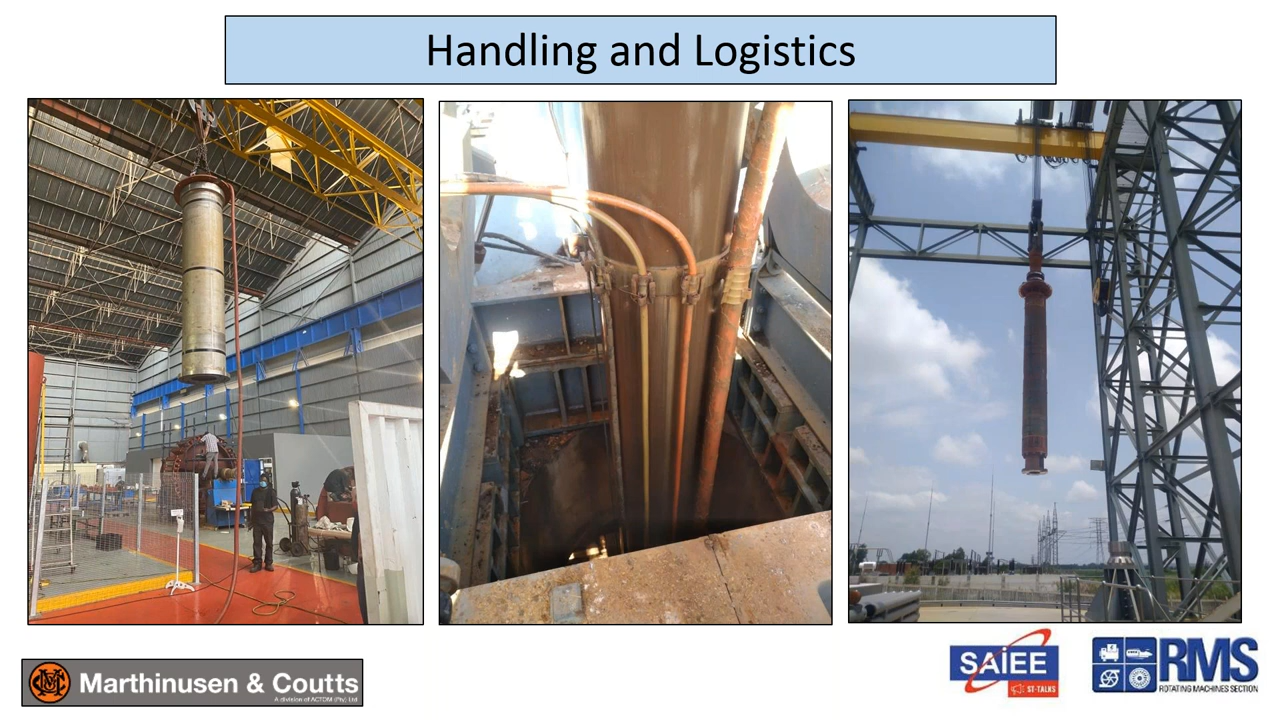 Handling and Logistics
Marthinusen & Coutts
A division of ACTOM (Pty) Ltd
SAIEE
ST-TALKS
RMS
ROTATING MACHINES SECTION